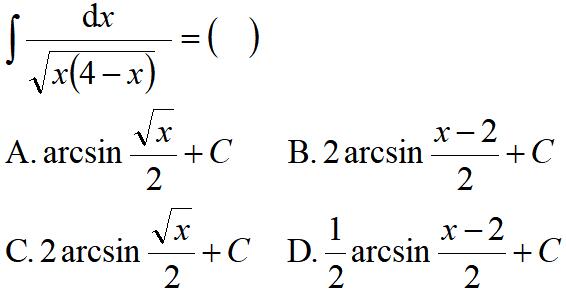 ∫ dx / √(x(4 − x)) = (  )
A. arcsin √x / 2 + C  B. 2 arcsin (x − 2) / 2 + C
C. 2 arcsin √x / 2 + C  D. 1/2 arcsin (x − 2) / 2 + C